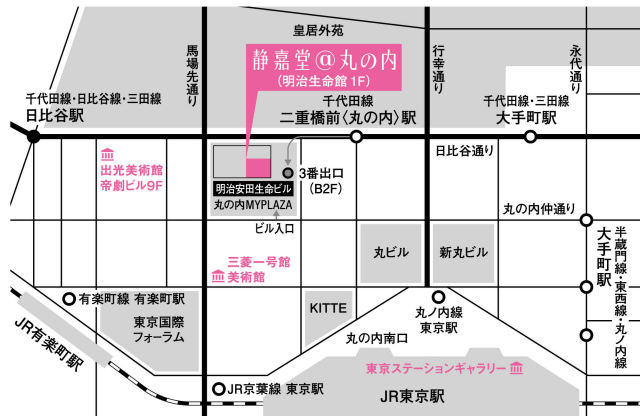 皇居外苑
馬場先通り
静嘉堂@丸の内
(明治生命館1F)
行幸通り
永代通り
千代田線・日比谷線・三田線
日比谷駅
千代田線
二重橋前〈丸の内〉駅
千代田線・三田線
大手町駅
日比谷通り
出光美術館
帝劇ビル9F
3番出口
(B2F)
明治安田生命ビル
丸の内MYPLAZA
ビル入口
丸の内仲通り
三菱一号館
美術館
丸ビル
新丸ビル
大手町駅
半蔵門線・東西線・丸ノ内線
有楽町線 有楽町駅
東京国際
フォーラム
KITTE
丸ノ内線
東京駅
丸の内南口
JR有楽町駅
東京ステーションギャラリー
JR京葉線 東京駅
JR東京駅